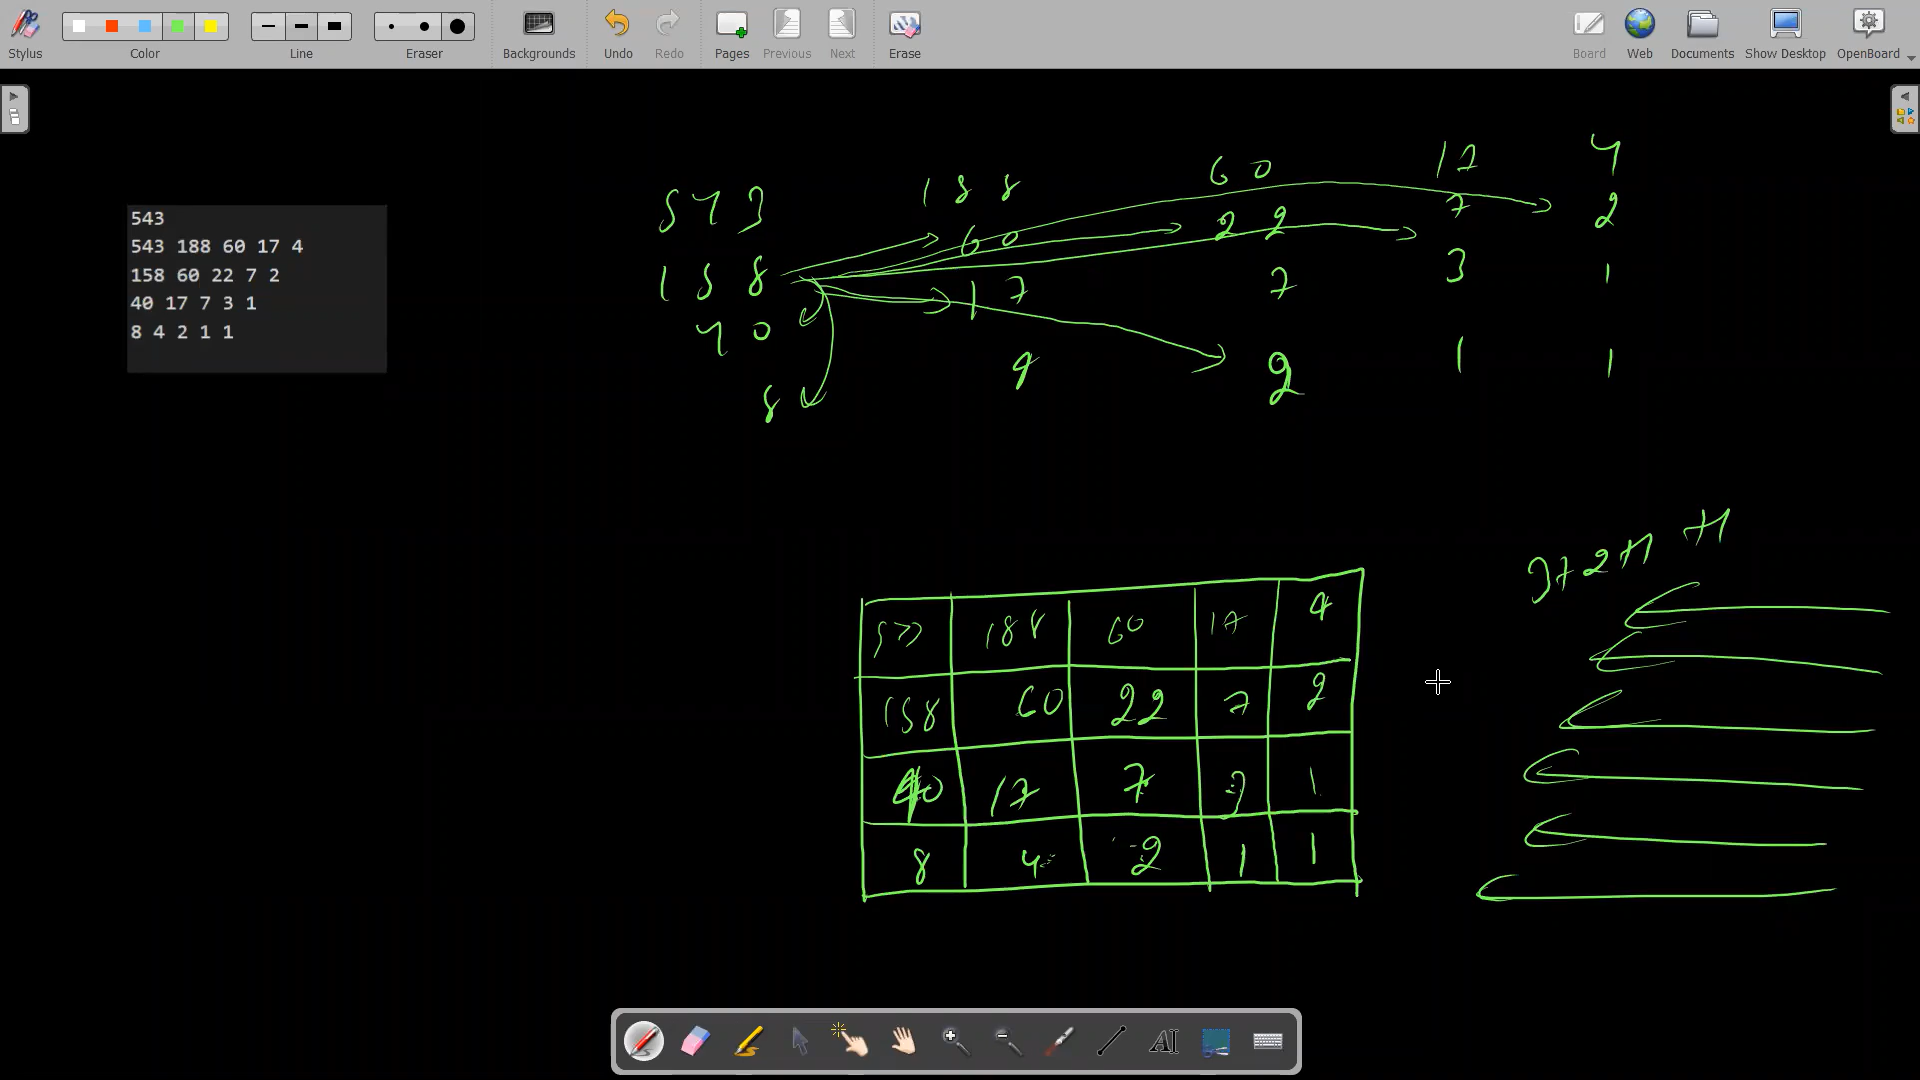 Stylus Color Line Eraser Backgrounds Undo Redo Pages Previous Next Erase Board Web Documents Show Desktop OpenBoard
543
543 188 60 17 4
158 60 22 7 2
40 17 7 3 1
8 4 2 1 1
543 188 60 17 4
158 60 22 7 2
40 17 7 3 1
8 4 2 1 1
3+2+1 +1
188 60 17 4
158 60 22 7 2
40 17 7 3 1
8 4 2 1 1